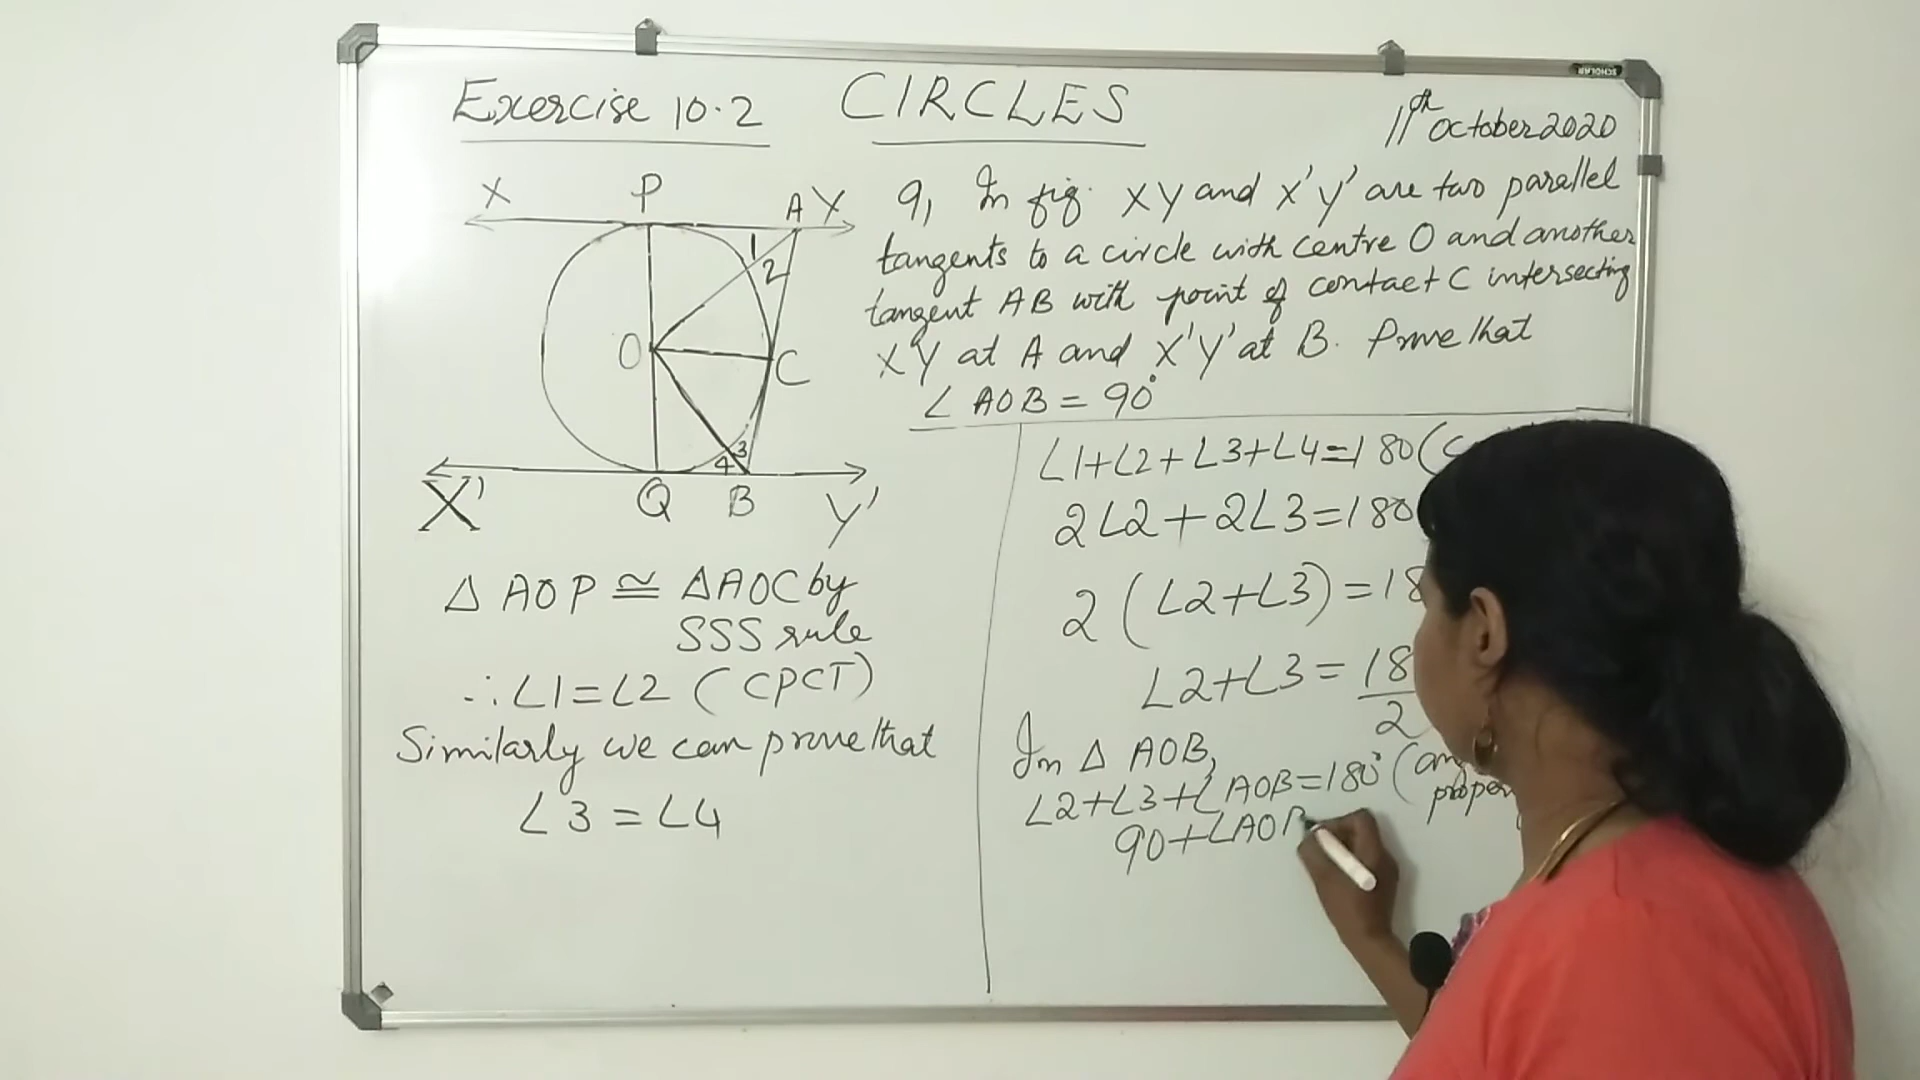 Exercise 10.2
CIRCLES
11th October 2020
X P A Y
1
2
O C
3
4
X' Q B Y'
9, In fig. XY and X'Y' are two parallel
tangents to a circle with centre O and another
tangent AB with point of contact C intersecting
XY at A and X'Y' at B. Prove that
∠AOB = 90°
△ AOP ≅ △AOC by
SSS rule
∴ ∠1=∠2 (CPCT)
Similarly we can prove that
∠3 = ∠4
∠1+∠2+∠3+∠4=180(
2∠2+2∠3=180
2(∠2+∠3)=18
∠2+∠3=18
2
In △ AOB,
∠2+∠3+∠AOB=180° (
90+∠AOB
SCHOLAR